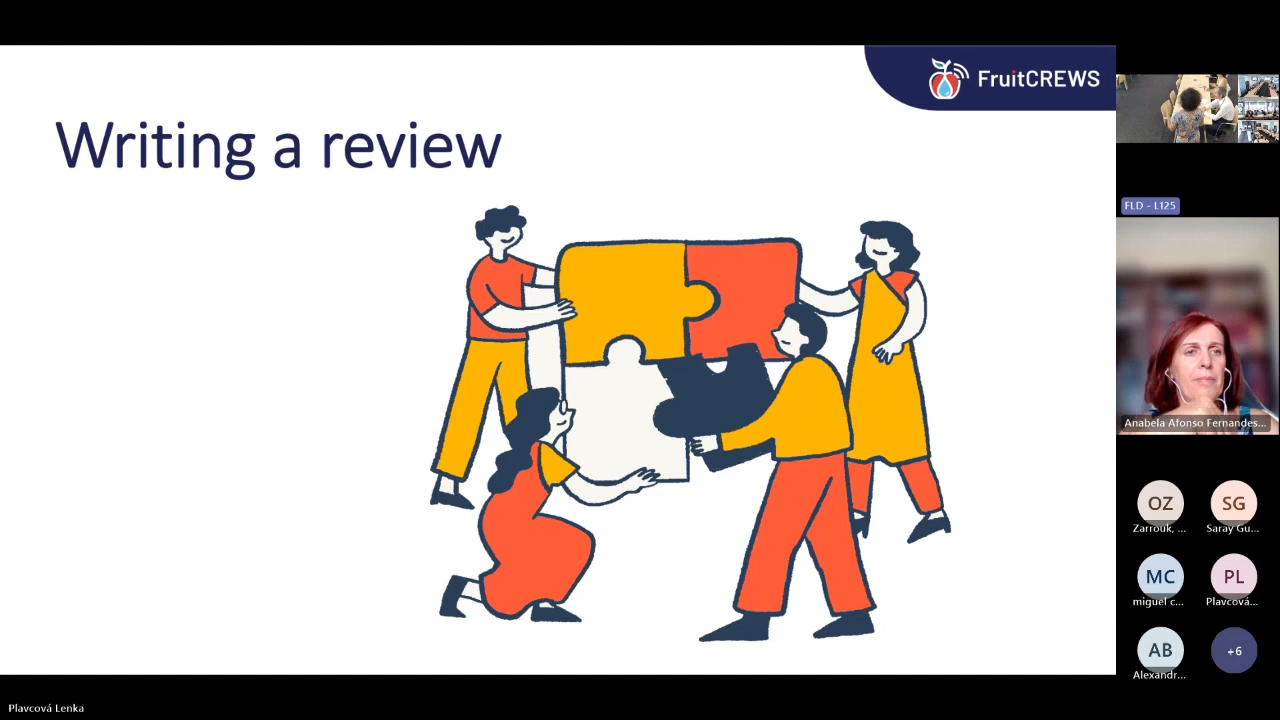 FruitCREWS
Writing a review
FLD - L125
Anabela Afonso Fernandes...
OZ
SG
Zarrouk, ...
Saray Gu...
MC
PL
miguel c...
Plavcová...
AB
+6
Alexandr...
Plavcová Lenka